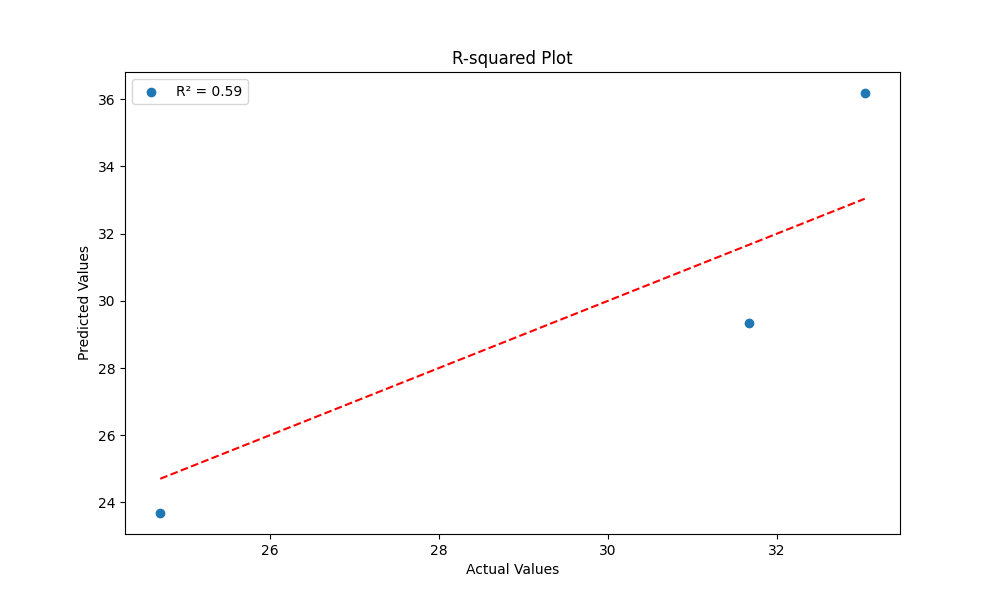 R-squared Plot
R² = 0.59
36
34
32
30
28
26
24
Predicted Values
26
28
30
32
Actual Values